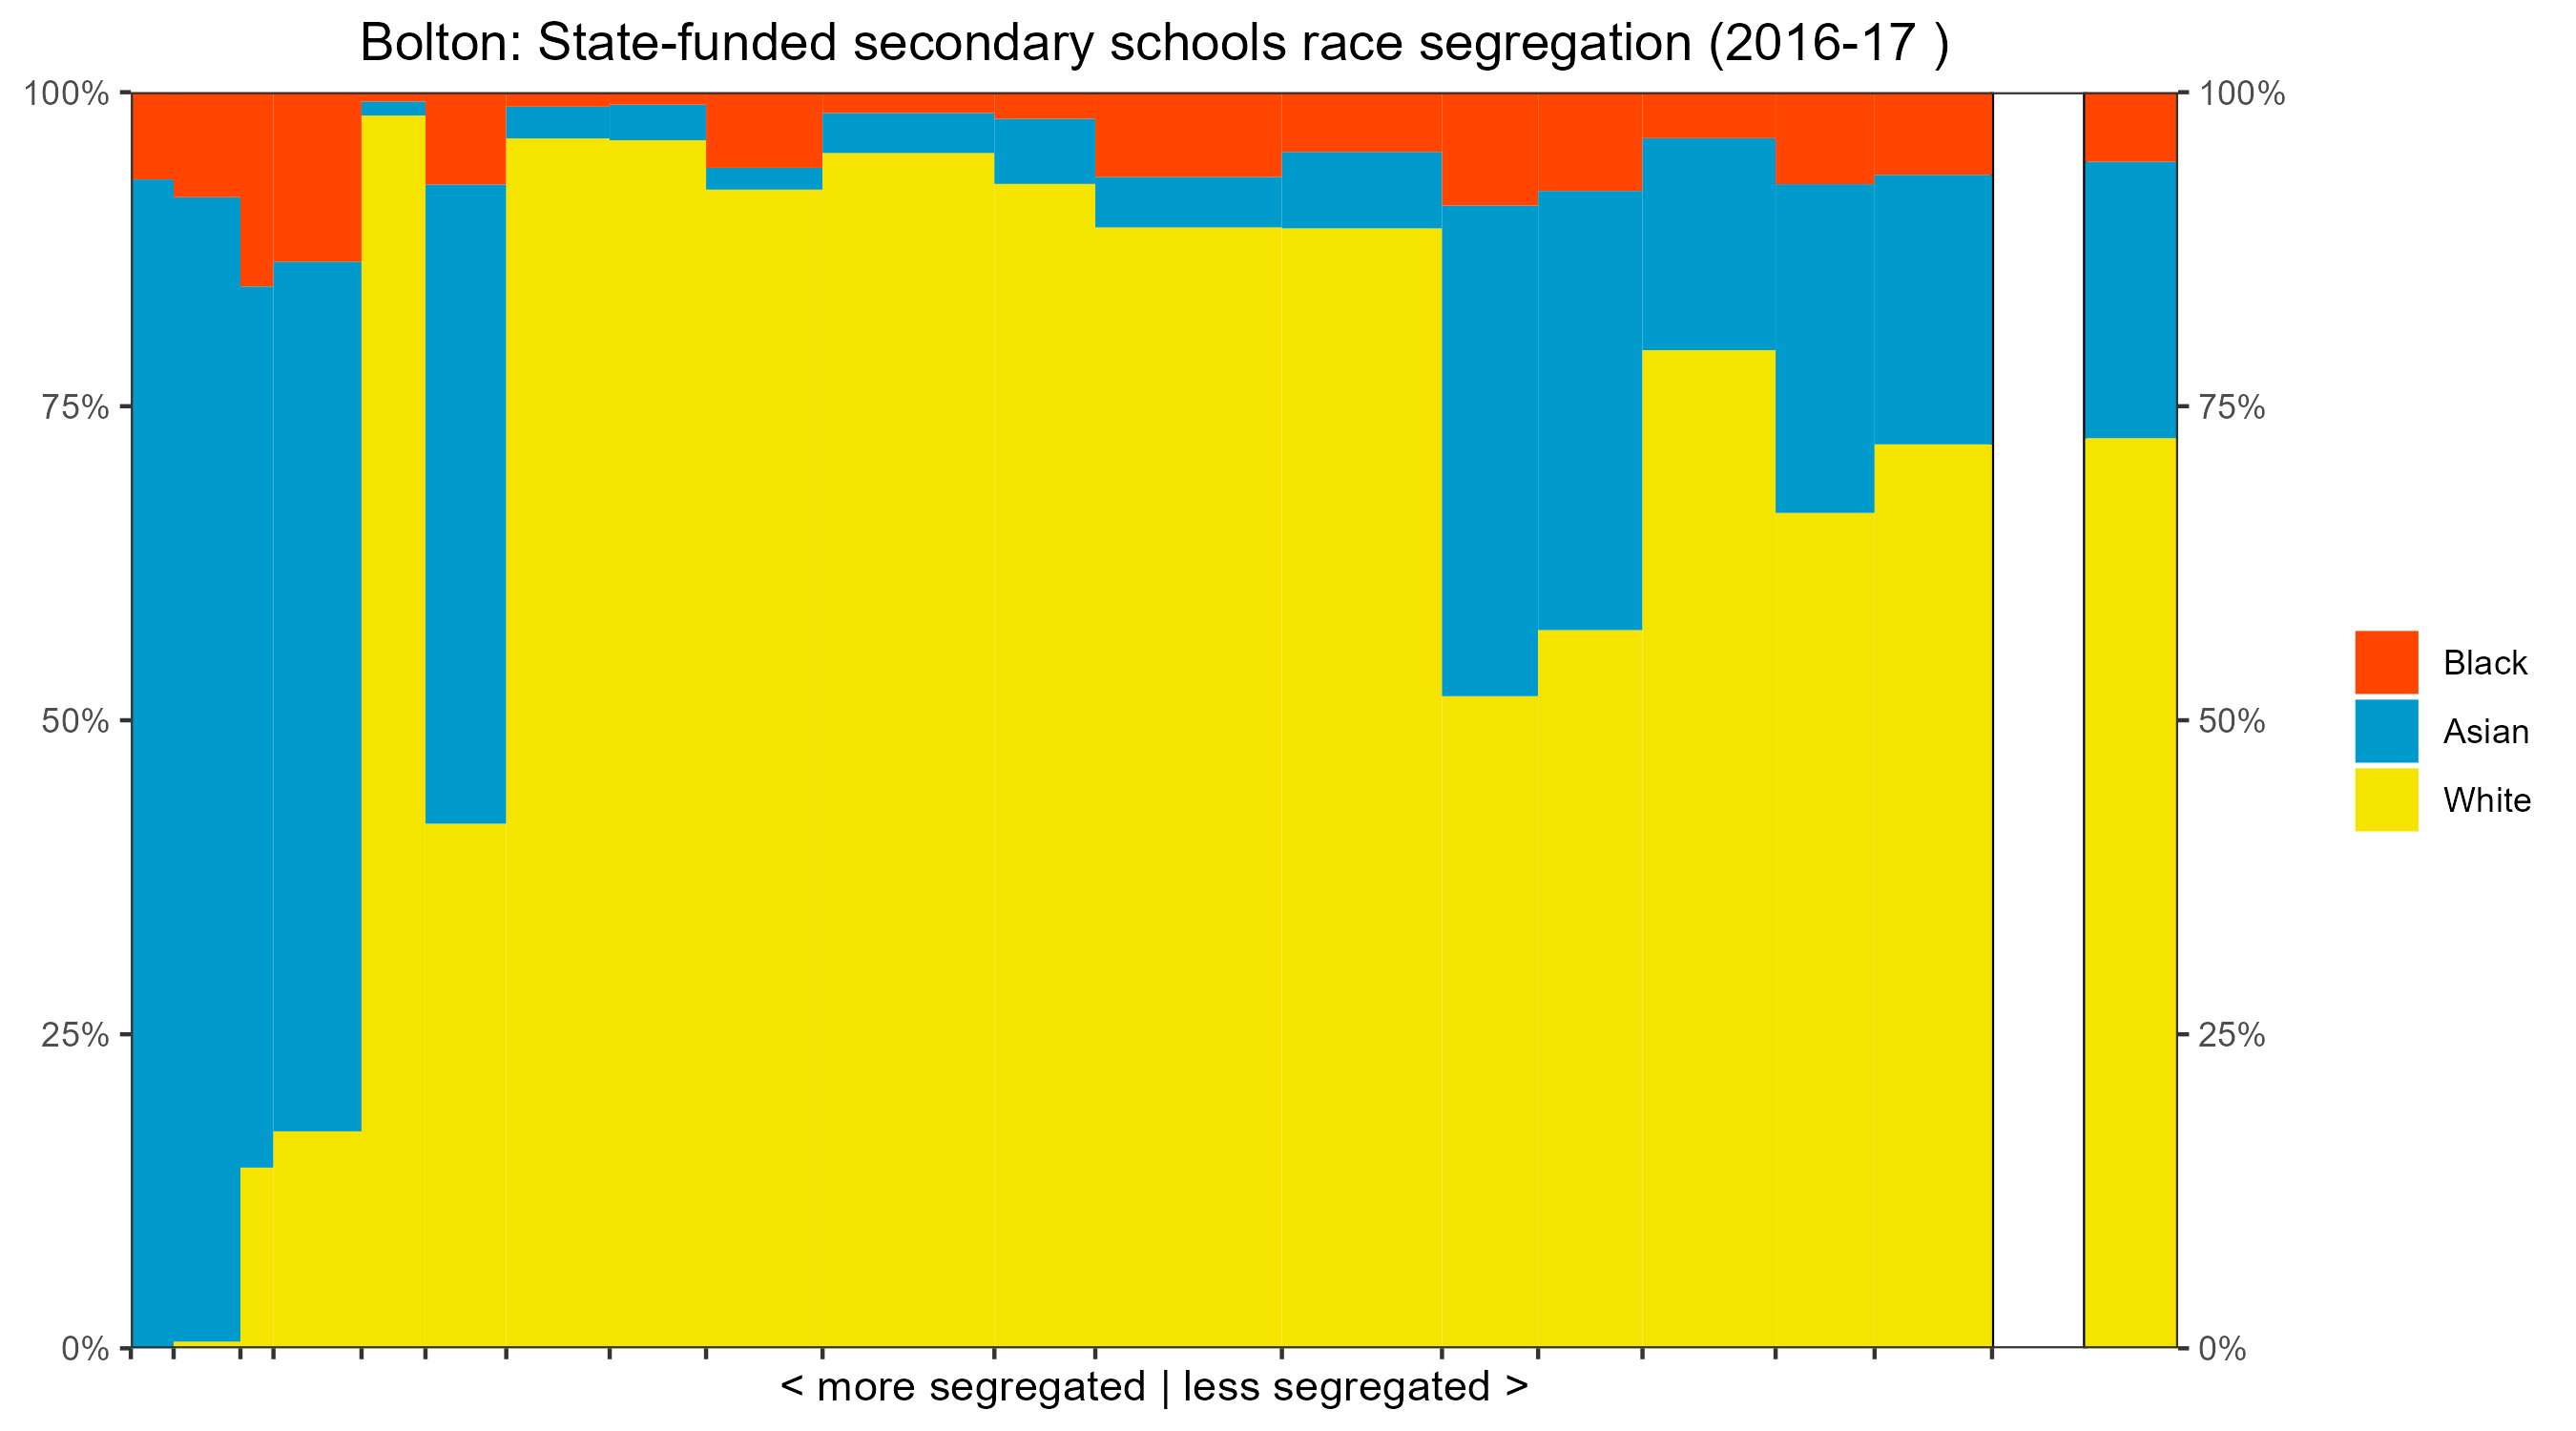 Bolton: State-funded secondary schools race segregation (2016-17 )
100%
75%
50%
25%
0%
100%
75%
50%
25%
0%
< more segregated | less segregated >
Black
Asian
White